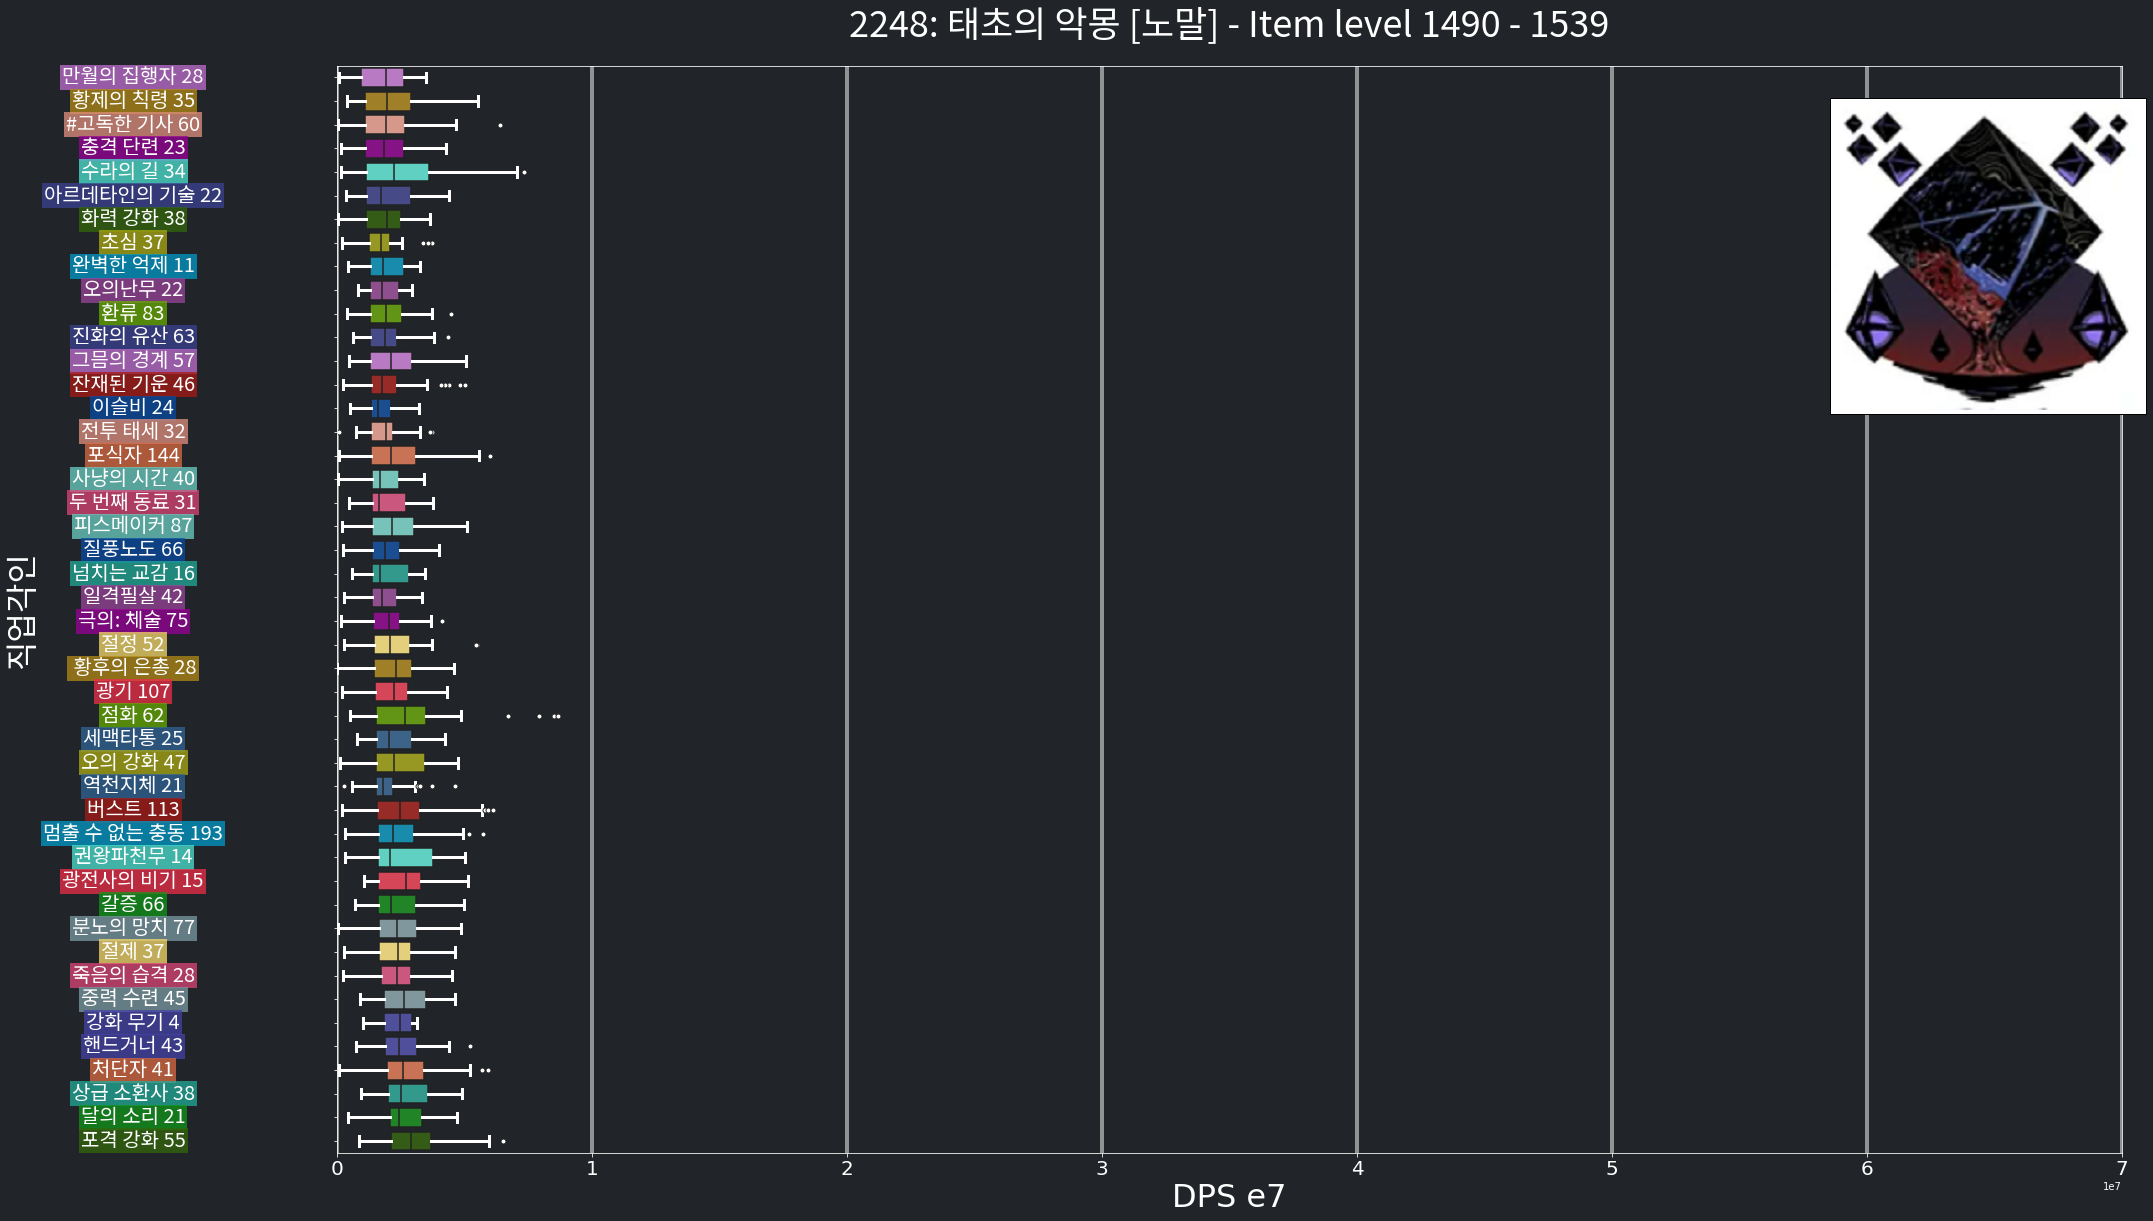 2248: 태초의 악몽 [노말] - Item level 1490 - 1539
만월의 집행자 28
황제의 칙령 35
#고독한 기사 60
충격 단련 23
수라의 길 34
아르데타인의 기술 22
화력 강화 38
초심 37
완벽한 억제 11
오의난무 22
환류 83
진화의 유산 63
그믐의 경계 57
잔재된 기운 46
이슬비 24
전투 태세 32
포식자 144
사냥의 시간 40
두 번째 동료 31
피스메이커 87
질풍노도 66
넘치는 교감 16
일격필살 42
극의: 체술 75
절정 52
황후의 은총 28
광기 107
점화 62
세맥타통 25
오의 강화 47
역천지체 21
버스트 113
멈출 수 없는 충동 193
권왕파천무 14
광전사의 비기 15
갈증 66
분노의 망치 77
절제 37
죽음의 습격 28
중력 수련 45
강화 무기 4
핸드거너 43
처단자 41
상급 소환사 38
달의 소리 21
포격 강화 55
직업각인
0 1 2 3 4 5 6 7
1e7
DPS e7